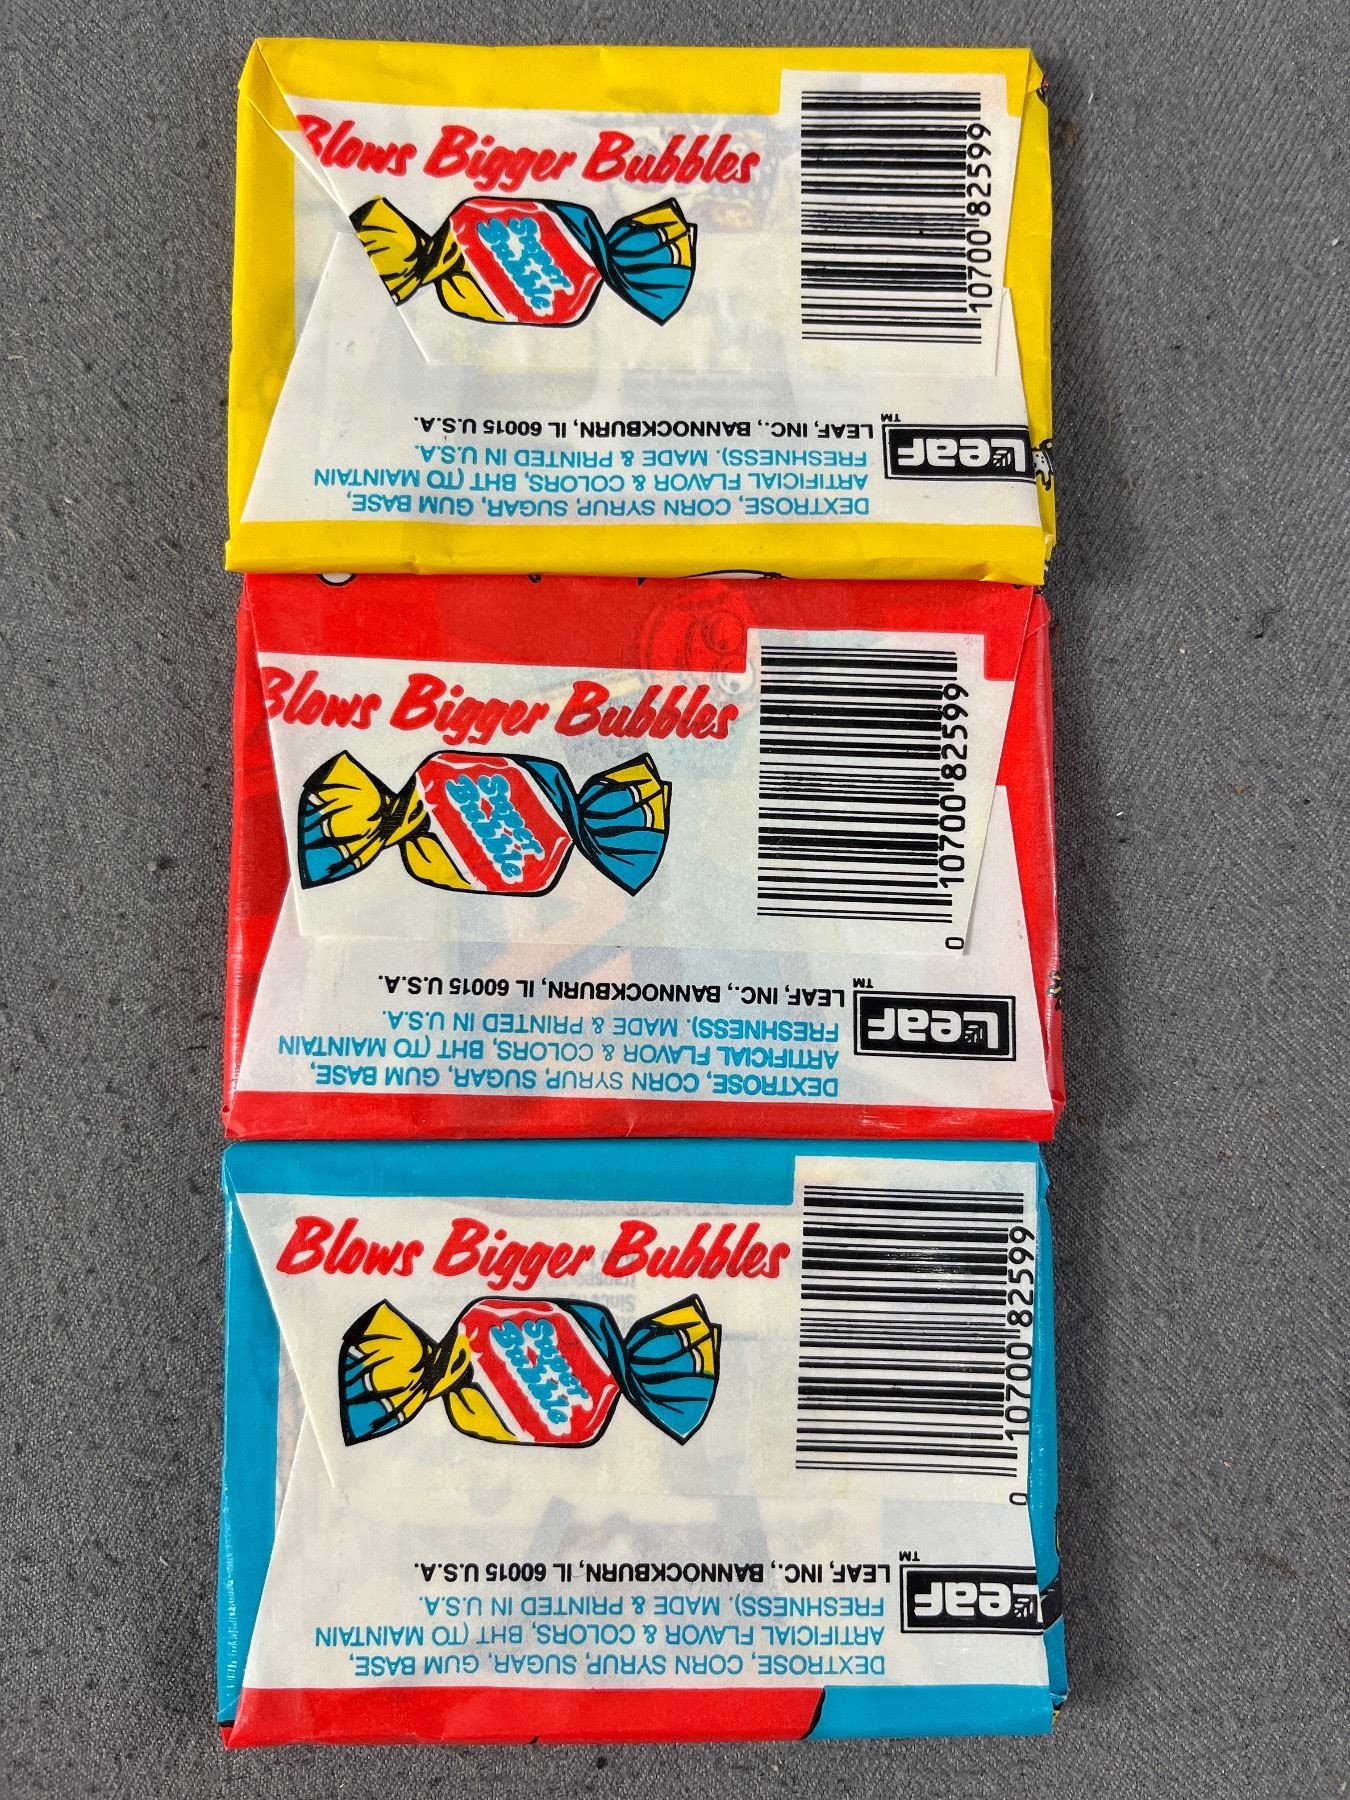 Blows Bigger Bubbles
Super
Bubble
10700 82599
DEXTROSE, CORN SYRUP, SUGAR, GUM BASE,
ARTIFICIAL FLAVOR & COLORS, BHT (TO MAINTAIN
FRESHNESS). MADE & PRINTED IN U.S.A.
LEAF, INC., BANNOCKBURN, IL 60015 U.S.A.
Leaf
TM
Blows Bigger Bubbles
Super
Bubble
0 10700 82599
DEXTROSE, CORN SYRUP, SUGAR, GUM BASE,
ARTIFICIAL FLAVOR & COLORS, BHT (TO MAINTAIN
FRESHNESS). MADE & PRINTED IN U.S.A.
LEAF, INC., BANNOCKBURN, IL 60015 U.S.A.
Leaf
TM
Blows Bigger Bubbles
Super
Bubble
0 10700 82599
DEXTROSE, CORN SYRUP, SUGAR, GUM BASE,
ARTIFICIAL FLAVOR & COLORS, BHT (TO MAINTAIN
FRESHNESS). MADE & PRINTED IN U.S.A.
LEAF, INC., BANNOCKBURN, IL 60015 U.S.A.
Leaf
TM